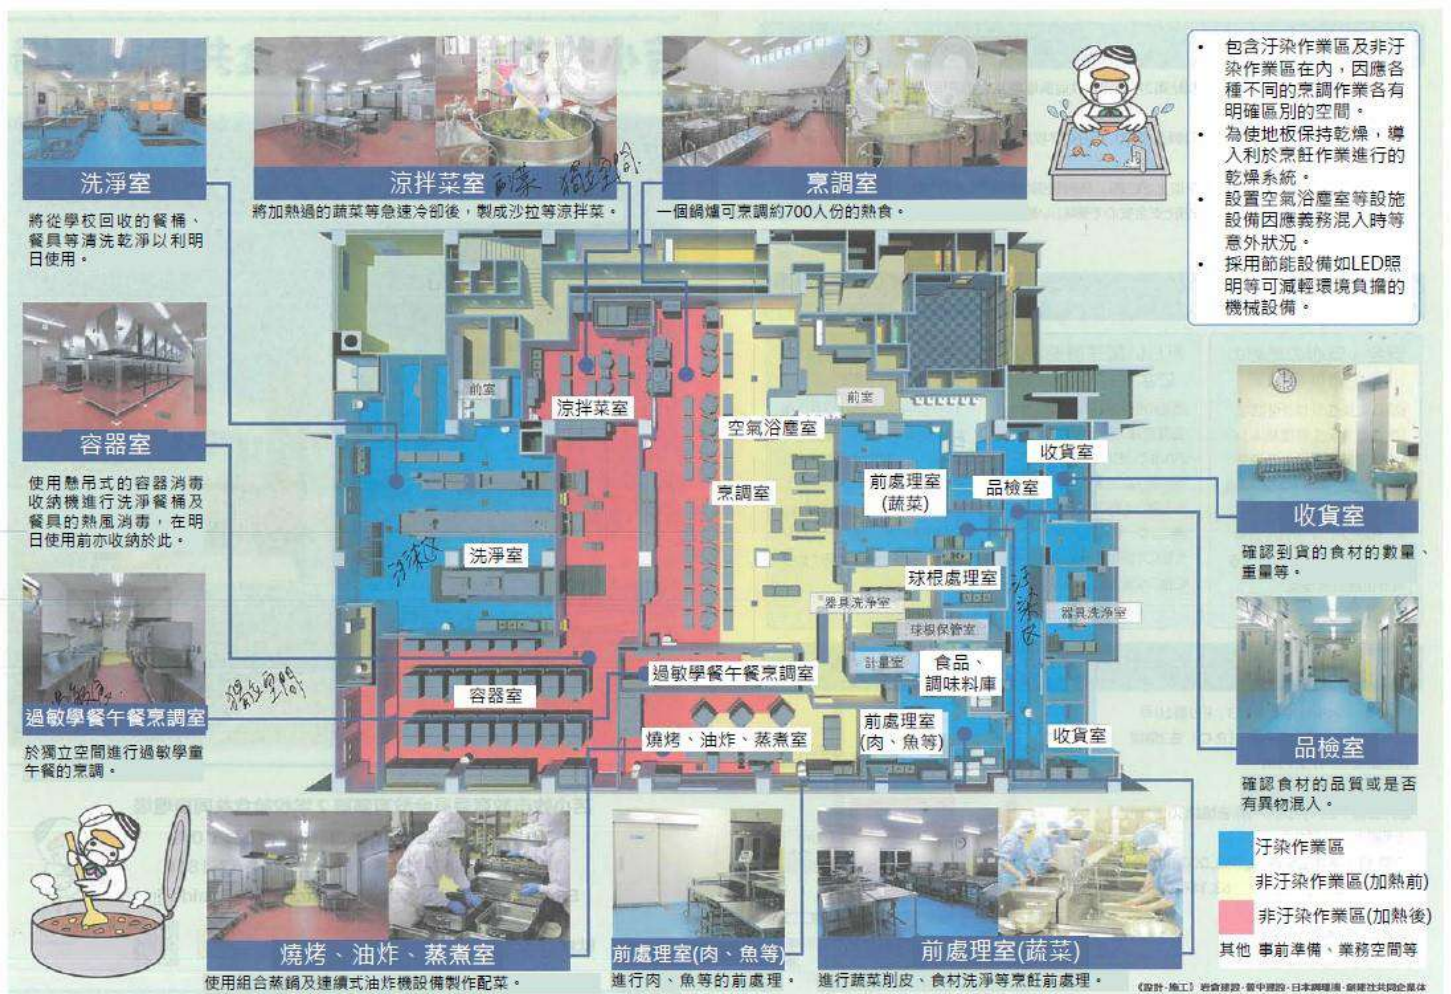 洗淨室
將從學校回收的餐桶、
餐具等清洗乾淨以利明
日使用。
容器室
使用懸吊式的容器消毒
收納機進行洗淨餐桶及
餐具的熱風消毒，在明
日使用前亦收納於此。
過敏學餐午餐烹調室
於獨立空間進行過敏學童
午餐的烹調。
涼拌菜室 副菜 獨立空間
將加熱過的蔬菜等急速冷卻後，製成沙拉等涼拌菜。
烹調室
一個鍋爐可烹調約700人份的熱食。
• 包含汙染作業區及非汙
染作業區在內，因應各
種不同的烹調作業各有
明確區別的空間。
• 為使地板保持乾燥，導
入利於烹飪作業進行的
乾燥系統。
• 設置空氣浴塵室等設施
設備因應義務混入時等
意外狀況。
• 採用節能設備如LED照
明等可減輕環境負擔的
機械設備。
前室
涼拌菜室
空氣浴塵室
前室
收貨室
烹調室
前處理室
(蔬菜)
品檢室
洗淨室
汙染區
球根處理室
汙染區
器具洗淨室
器具洗淨室
球根保管室
計量室
食品、
調味料庫
過敏學餐午餐烹調室
容器室
獨立空間
燒烤、油炸、蒸煮室
前處理室
(肉、魚等)
收貨室
收貨室
確認到貨的食材的數量、
重量等。
品檢室
確認食材的品質或是否
有異物混入。
汙染作業區
非汙染作業區(加熱前)
非汙染作業區(加熱後)
其他 事前準備、業務空間等
燒烤、油炸、蒸煮室
使用組合蒸鍋及連續式油炸機設備製作配菜。
前處理室(肉、魚等)
進行肉、魚等的前處理。
前處理室(蔬菜)
進行蔬菜削皮、食材洗淨等烹飪前處理。